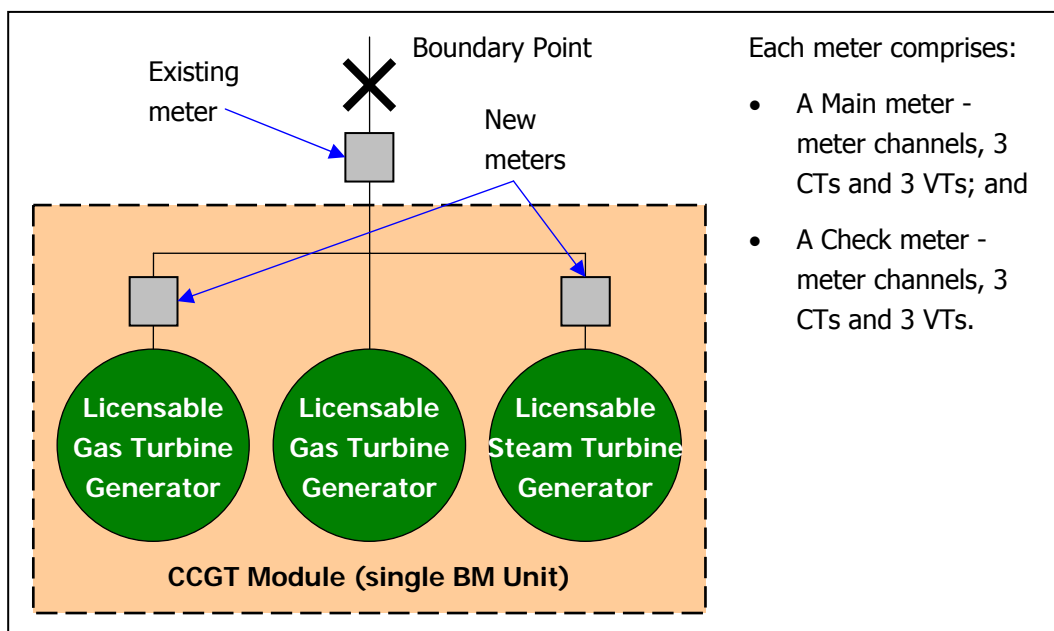 Boundary Point
Existing
meter
New
meters
Licensable
Gas Turbine
Generator
Licensable
Gas Turbine
Generator
Licensable
Steam Turbine
Generator
CCGT Module (single BM Unit)
Each meter comprises:
• A Main meter -
meter channels, 3
CTs and 3 VTs; and
• A Check meter -
meter channels, 3
CTs and 3 VTs.